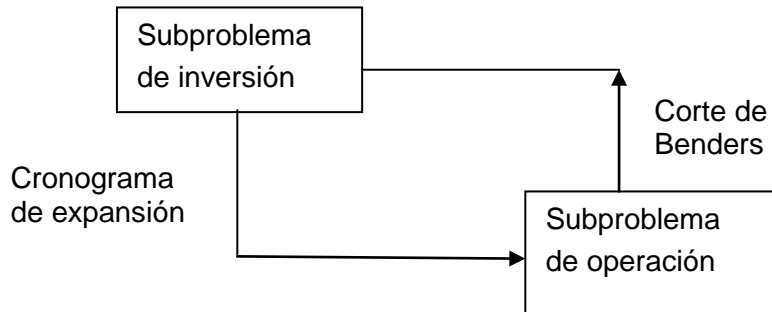 Subproblema
de inversión
Corte de
Benders
Cronograma
de expansión
Subproblema
de operación